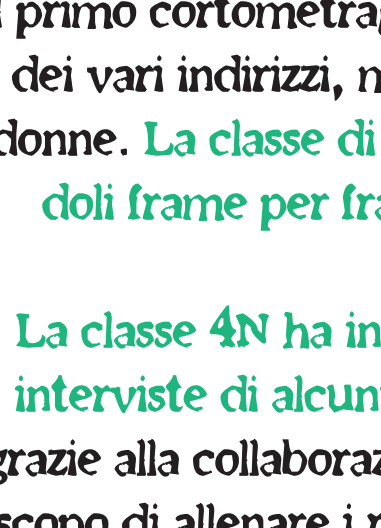 primo cortometra
dei vari indirizzi, n
donne. La classe di
doli frame per fra
La classe 4N ha in
interviste di alcun
grazie alla collaboraz
scopo di allenare i